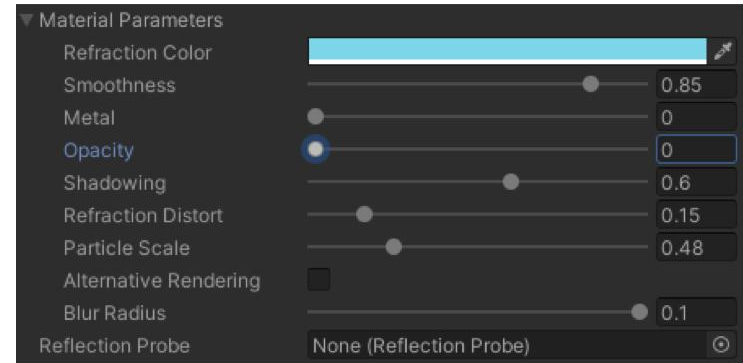 Material Parameters
Refraction Color
Smoothness 0.85
Metal 0
Opacity 0
Shadowing 0.6
Refraction Distort 0.15
Particle Scale 0.48
Alternative Rendering
Blur Radius 0.1
Reflection Probe None (Reflection Probe)